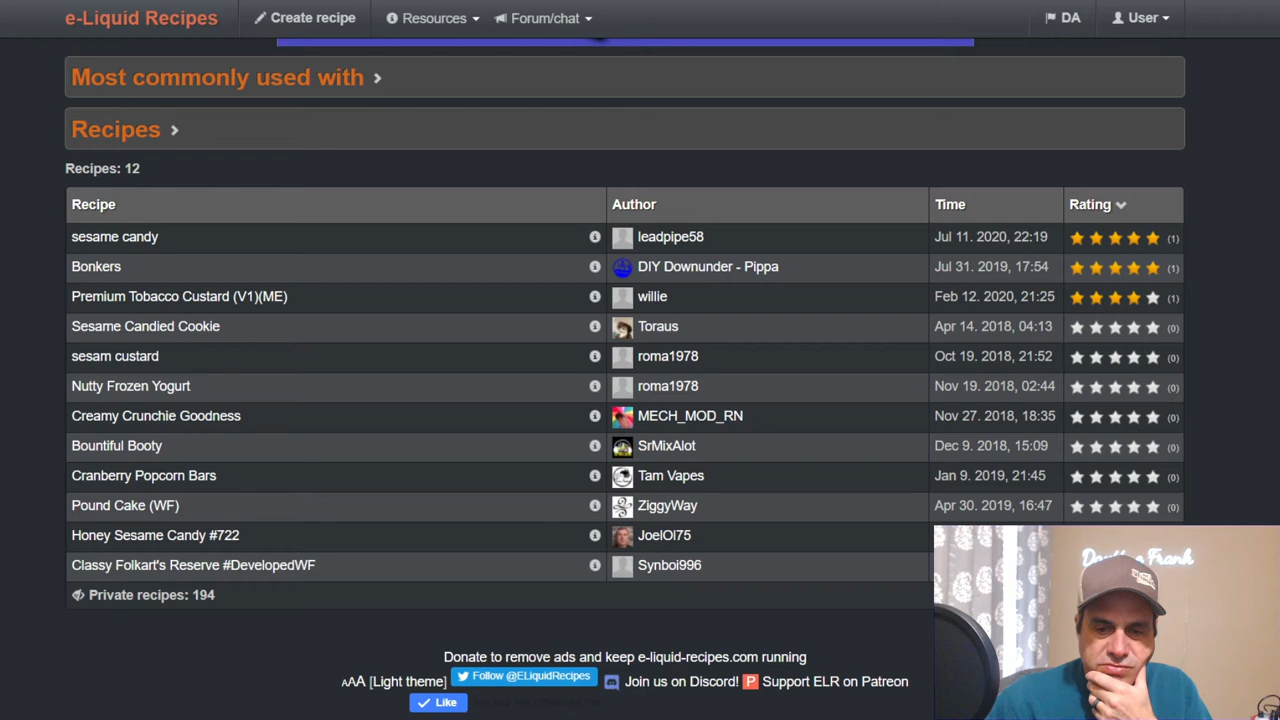 e-Liquid Recipes Create recipe Resources Forum/chat DA User
Most commonly used with
Recipes
Recipes: 12
Recipe Author Time Rating
sesame candy leadpipe58 Jul 11. 2020, 22:19 (1)
Bonkers DIY Downunder - Pippa Jul 31. 2019, 17:54 (1)
Premium Tobacco Custard (V1)(ME) willie Feb 12. 2020, 21:25 (1)
Sesame Candied Cookie Toraus Apr 14. 2018, 04:13 (0)
sesam custard roma1978 Oct 19. 2018, 21:52 (0)
Nutty Frozen Yogurt roma1978 Nov 19. 2018, 02:44 (0)
Creamy Crunchie Goodness MECH_MOD_RN Nov 27. 2018, 18:35 (0)
Bountiful Booty SrMixAlot Dec 9. 2018, 15:09 (0)
Cranberry Popcorn Bars Tam Vapes Jan 9. 2019, 21:45 (0)
Pound Cake (WF) ZiggyWay Apr 30. 2019, 16:47 (0)
Honey Sesame Candy #722 JoelOl75
Classy Folkart's Reserve #DevelopedWF Synboi996
Private recipes: 194
Donate to remove ads and keep e-liquid-recipes.com running
AAA [Light theme] Follow @ELiquidRecipes Join us on Discord! Support ELR on Patreon
Like
Frank